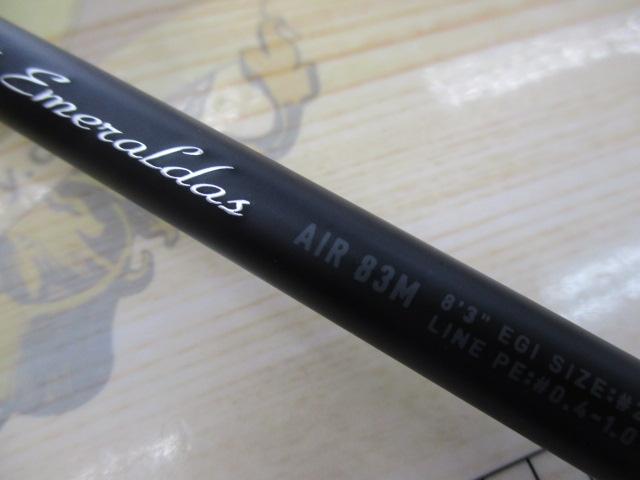 Emeraldas
AIR 83M
8'3" EGI SIZE:#
LINE PE:#0.4-1.0